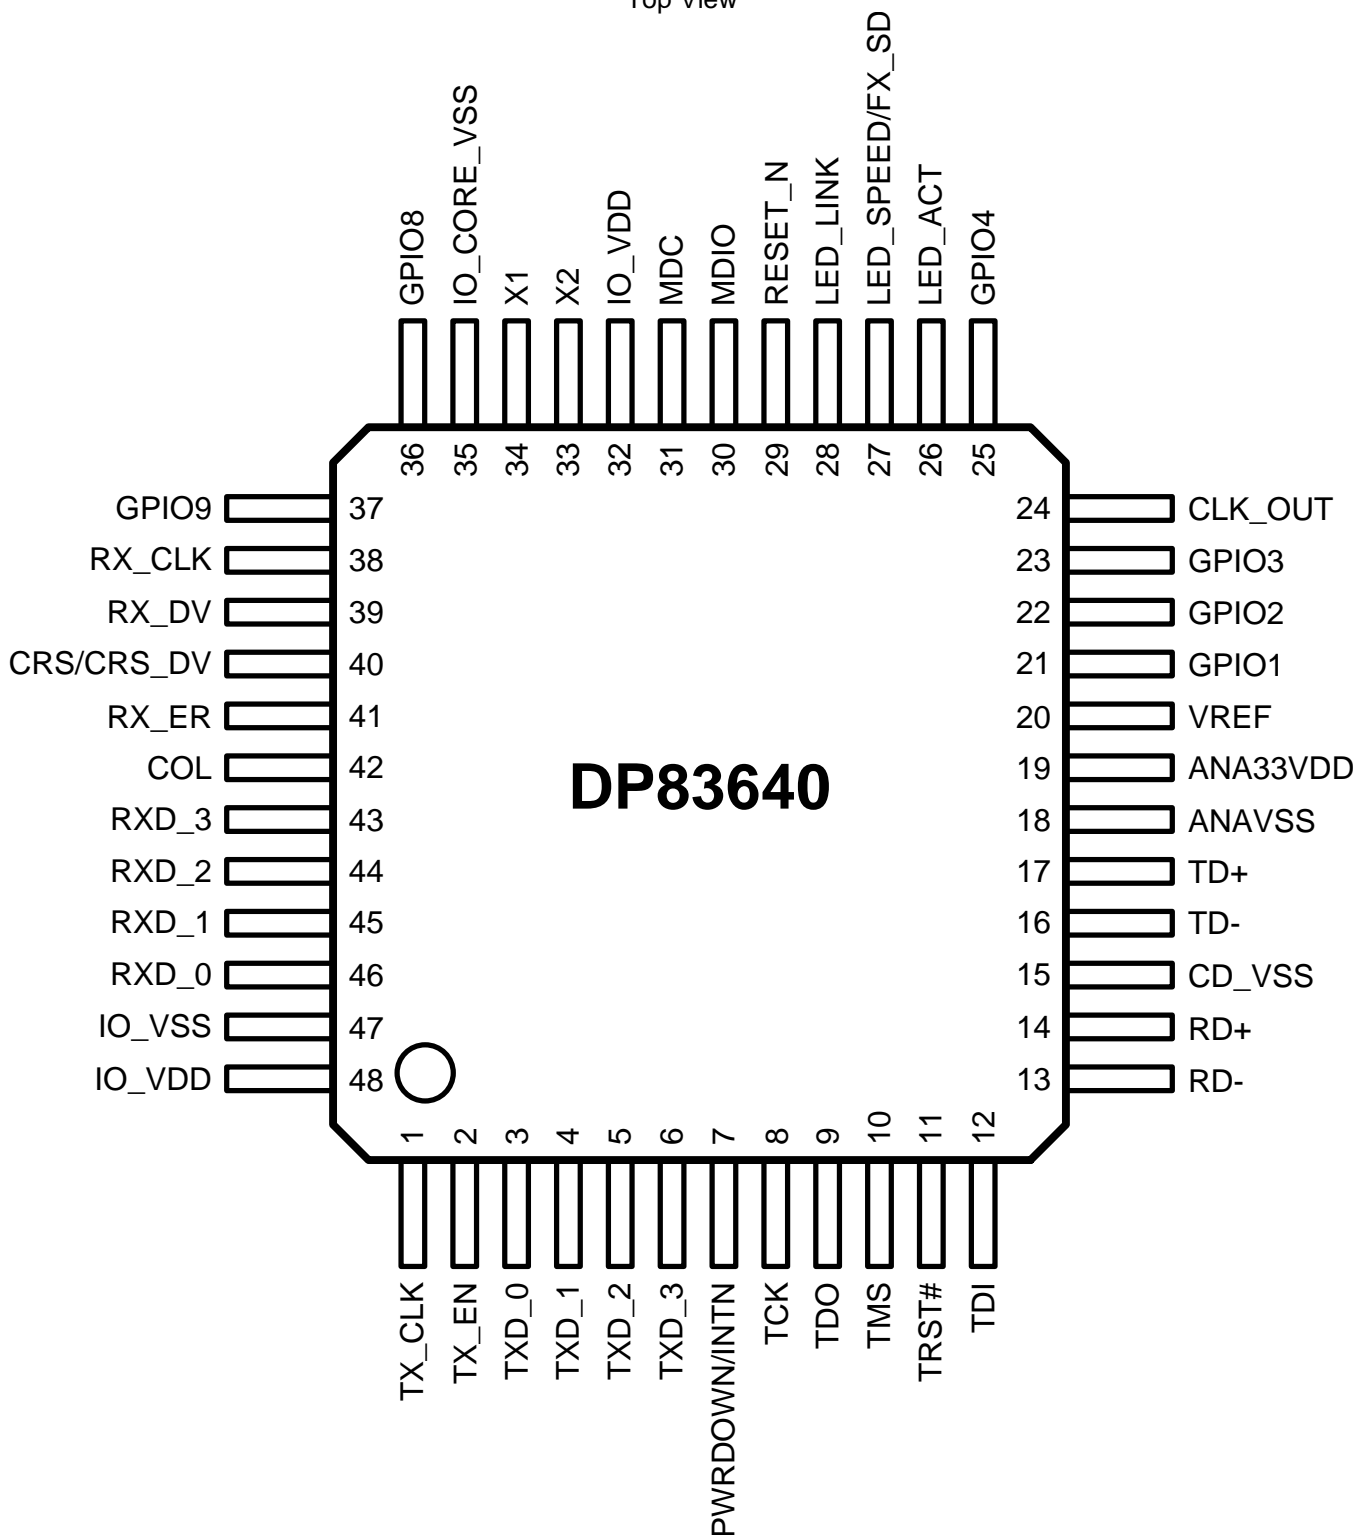 Top View
GPIO8
IO_CORE_VSS
X1
X2
IO_VDD
MDC
MDIO
RESET_N
LED_LINK
LED_SPEED/FX_SD
LED_ACT
GPIO4
36
35
34
33
32
31
30
29
28
27
26
25
GPIO9 37
RX_CLK 38
RX_DV 39
CRS/CRS_DV 40
RX_ER 41
COL 42
RXD_3 43
RXD_2 44
RXD_1 45
RXD_0 46
IO_VSS 47
IO_VDD 48
DP83640
24 CLK_OUT
23 GPIO3
22 GPIO2
21 GPIO1
20 VREF
19 ANA33VDD
18 ANAVSS
17 TD+
16 TD-
15 CD_VSS
14 RD+
13 RD-
1
2
3
4
5
6
7
8
9
10
11
12
TX_CLK
TX_EN
TXD_0
TXD_1
TXD_2
TXD_3
PWRDOWN/INTN
TCK
TDO
TMS
TRST#
TDI